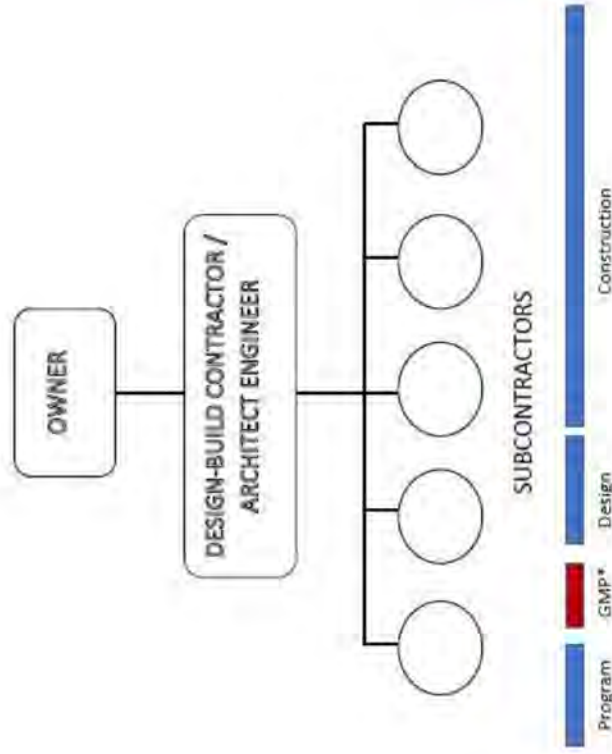 OWNER
DESIGN-BUILD CONTRACTOR /
ARCHITECT ENGINEER
SUBCONTRACTORS
Program
GMP*
Design
Construction